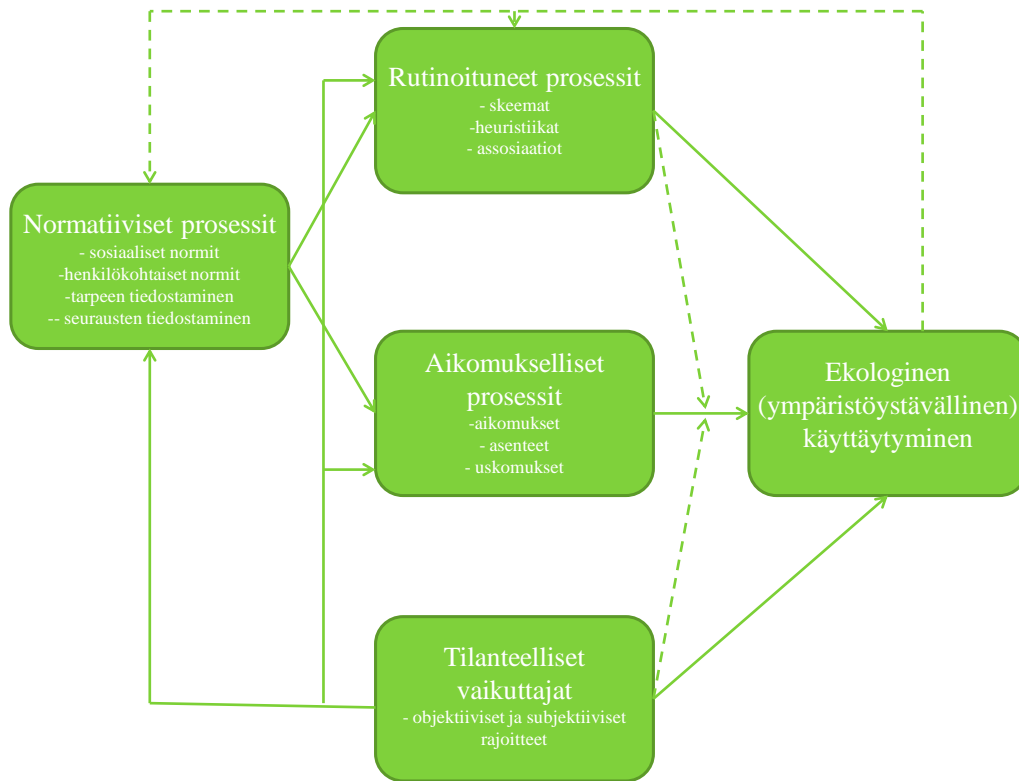 Rutinoituneet prosessit
- skeemat
-heuristiikat
- assosiaatiot
Normatiiviset prosessit
- sosiaaliset normit
-henkilökohtaiset normit
-tarpeen tiedostaminen
-- seurausten tiedostaminen
Aikomukselliset
prosessit
-aikomukset
- asenteet
- uskomukset
Ekologinen
(ympäristöystävällinen)
käyttäytyminen
Tilanteelliset
vaikuttajat
- objektiiviset ja subjektiiviset
rajoitteet